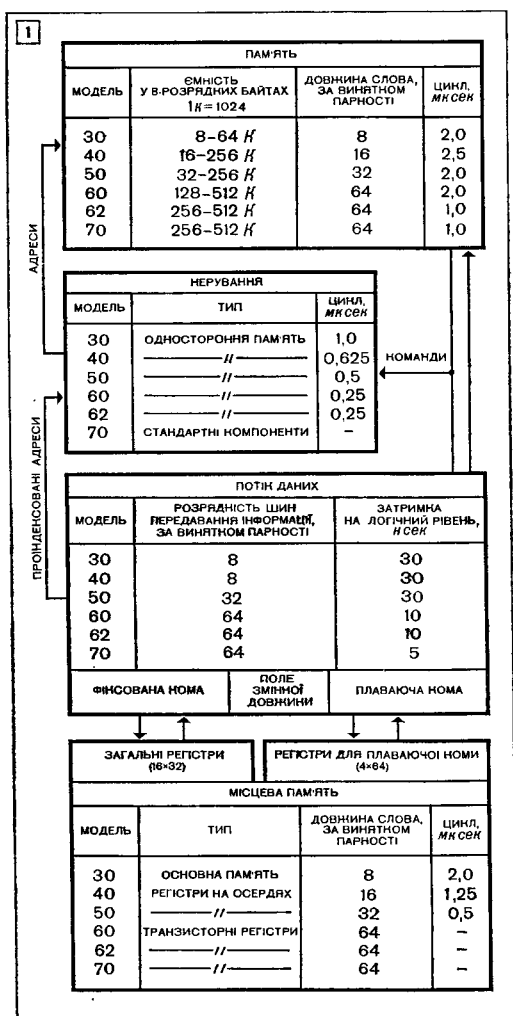 1
ПАМ'ЯТЬ
МОДЕЛЬ ЄМНІСТЬ У 8-РОЗРЯДНИХ БАЙТАХ 1К=1024 ДОВЖИНА СЛОВА, ЗА ВИНЯТКОМ ПАРНОСТІ ЦИКЛ, мксек
30 8–64 К 8 2,0
40 16–256 К 16 2,5
50 32–256 К 32 2,0
60 128–512 К 64 2,0
62 256–512 К 64 1,0
70 256–512 К 64 1,0
АДРЕСИ
КЕРУВАННЯ
МОДЕЛЬ ТИП ЦИКЛ, мксек
30 ОДНОСТОРОННЯ ПАМ'ЯТЬ 1,0
40 —//— 0,625
50 —//— 0,5
60 —//— 0,25
62 —//— 0,25
70 СТАНДАРТНІ КОМПОНЕНТИ –
КОМАНДИ
ПРОІНДЕКСОВАНІ АДРЕСИ
ПОТІК ДАНИХ
МОДЕЛЬ РОЗРЯДНІСТЬ ШИН ПЕРЕДАВАННЯ ІНФОРМАЦІЇ, ЗА ВИНЯТКОМ ПАРНОСТІ ЗАТРИМКА НА ЛОГІЧНИЙ РІВЕНЬ, нсек
30 8 30
40 8 30
50 32 30
60 64 10
62 64 10
70 64 5
ФІКСОВАНА КОМА ПОЛЕ ЗМІННОЇ ДОВЖИНИ ПЛАВАЮЧА КОМА
ЗАГАЛЬНІ РЕГІСТРИ (16×32) РЕГІСТРИ ДЛЯ ПЛАВАЮЧОЇ КОМИ (4×64)
МІСЦЕВА ПАМ'ЯТЬ
МОДЕЛЬ ТИП ДОВЖИНА СЛОВА, ЗА ВИНЯТКОМ ПАРНОСТІ ЦИКЛ, мксек
30 ОСНОВНА ПАМ'ЯТЬ 8 2,0
40 РЕГІСТРИ НА ОСЕРДЯХ 16 1,25
50 —//— 32 0,5
60 ТРАНЗИСТОРНІ РЕГІСТРИ 64 –
62 —//— 64 –
70 —//— 64 –